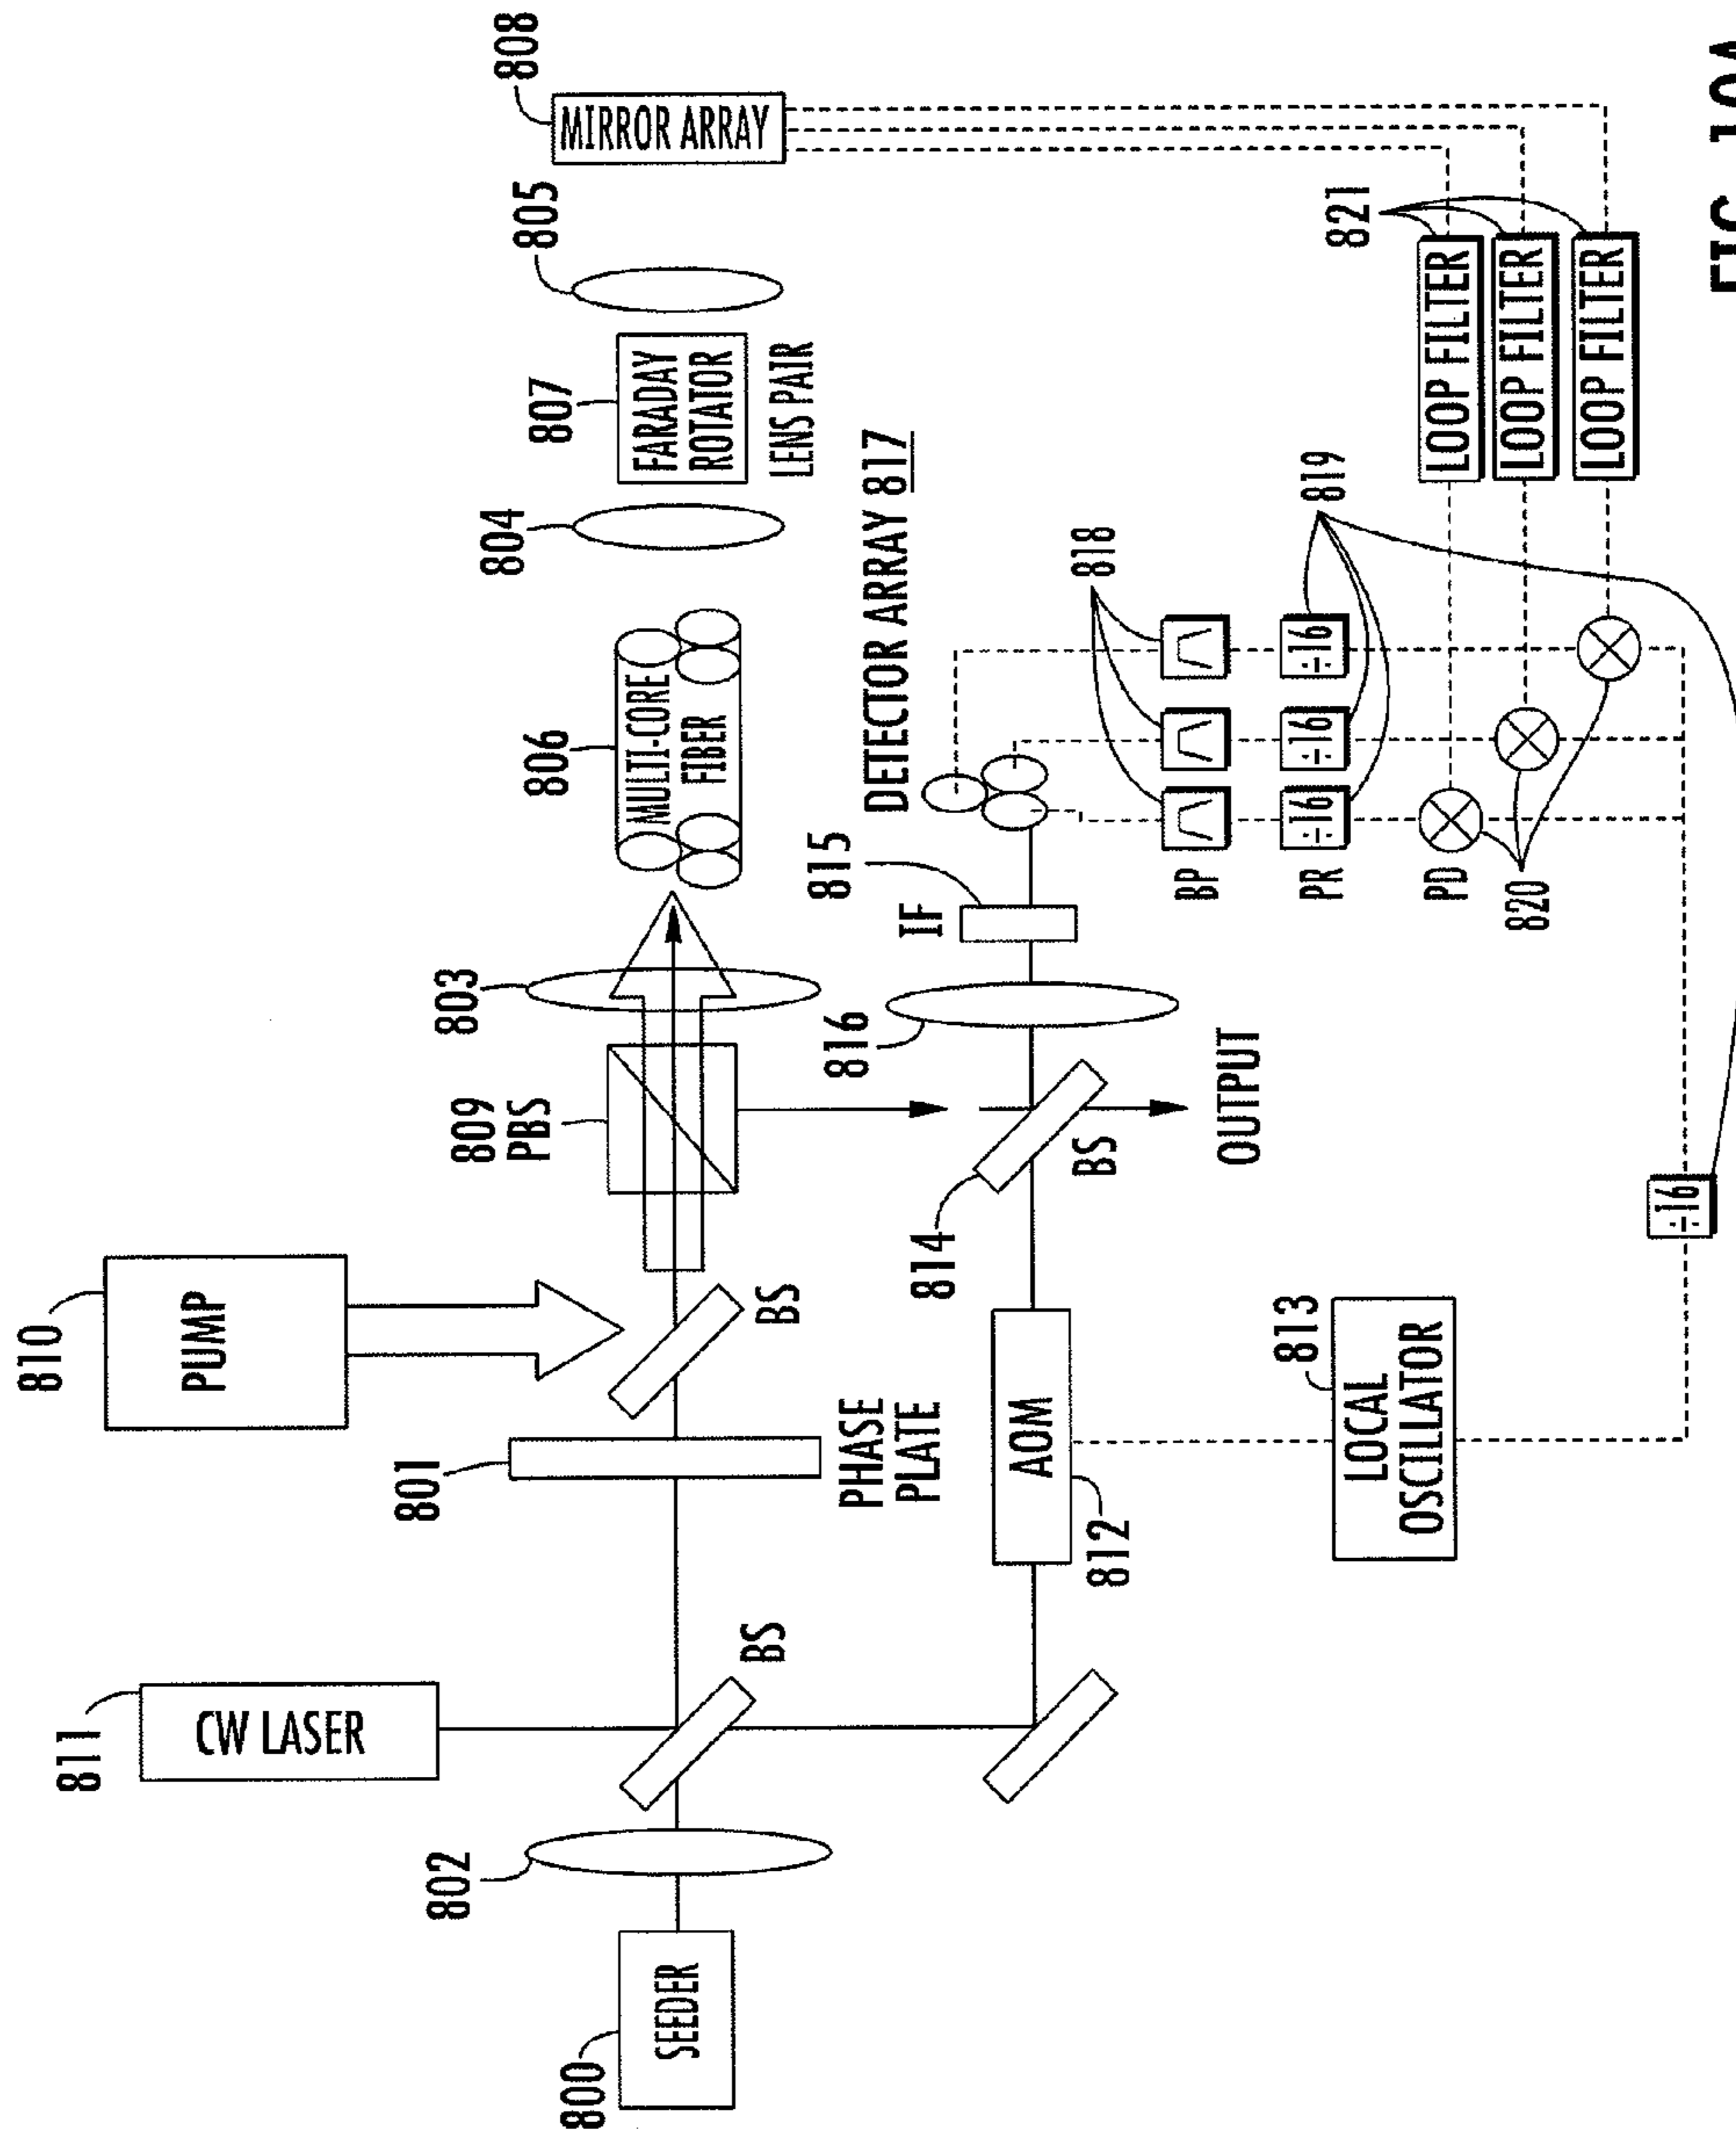 810
PUMP
811
CW LASER
808
MIRROR ARRAY
805
807
FARADAY
ROTATOR
LENS PAIR
804
806
MULTI-CORE
FIBER
803
809
PBS
BS
801
PHASE
PLATE
BS
802
800
SEEDER
DETECTOR ARRAY 817
815
IF
816
814
BS
OUTPUT
AOM
812
813
LOCAL
OSCILLATOR
818
BP
819
÷16
÷16
÷16
PR
PD
820
821
LOOP FILTER
LOOP FILTER
LOOP FILTER
÷16
FIG. 10A